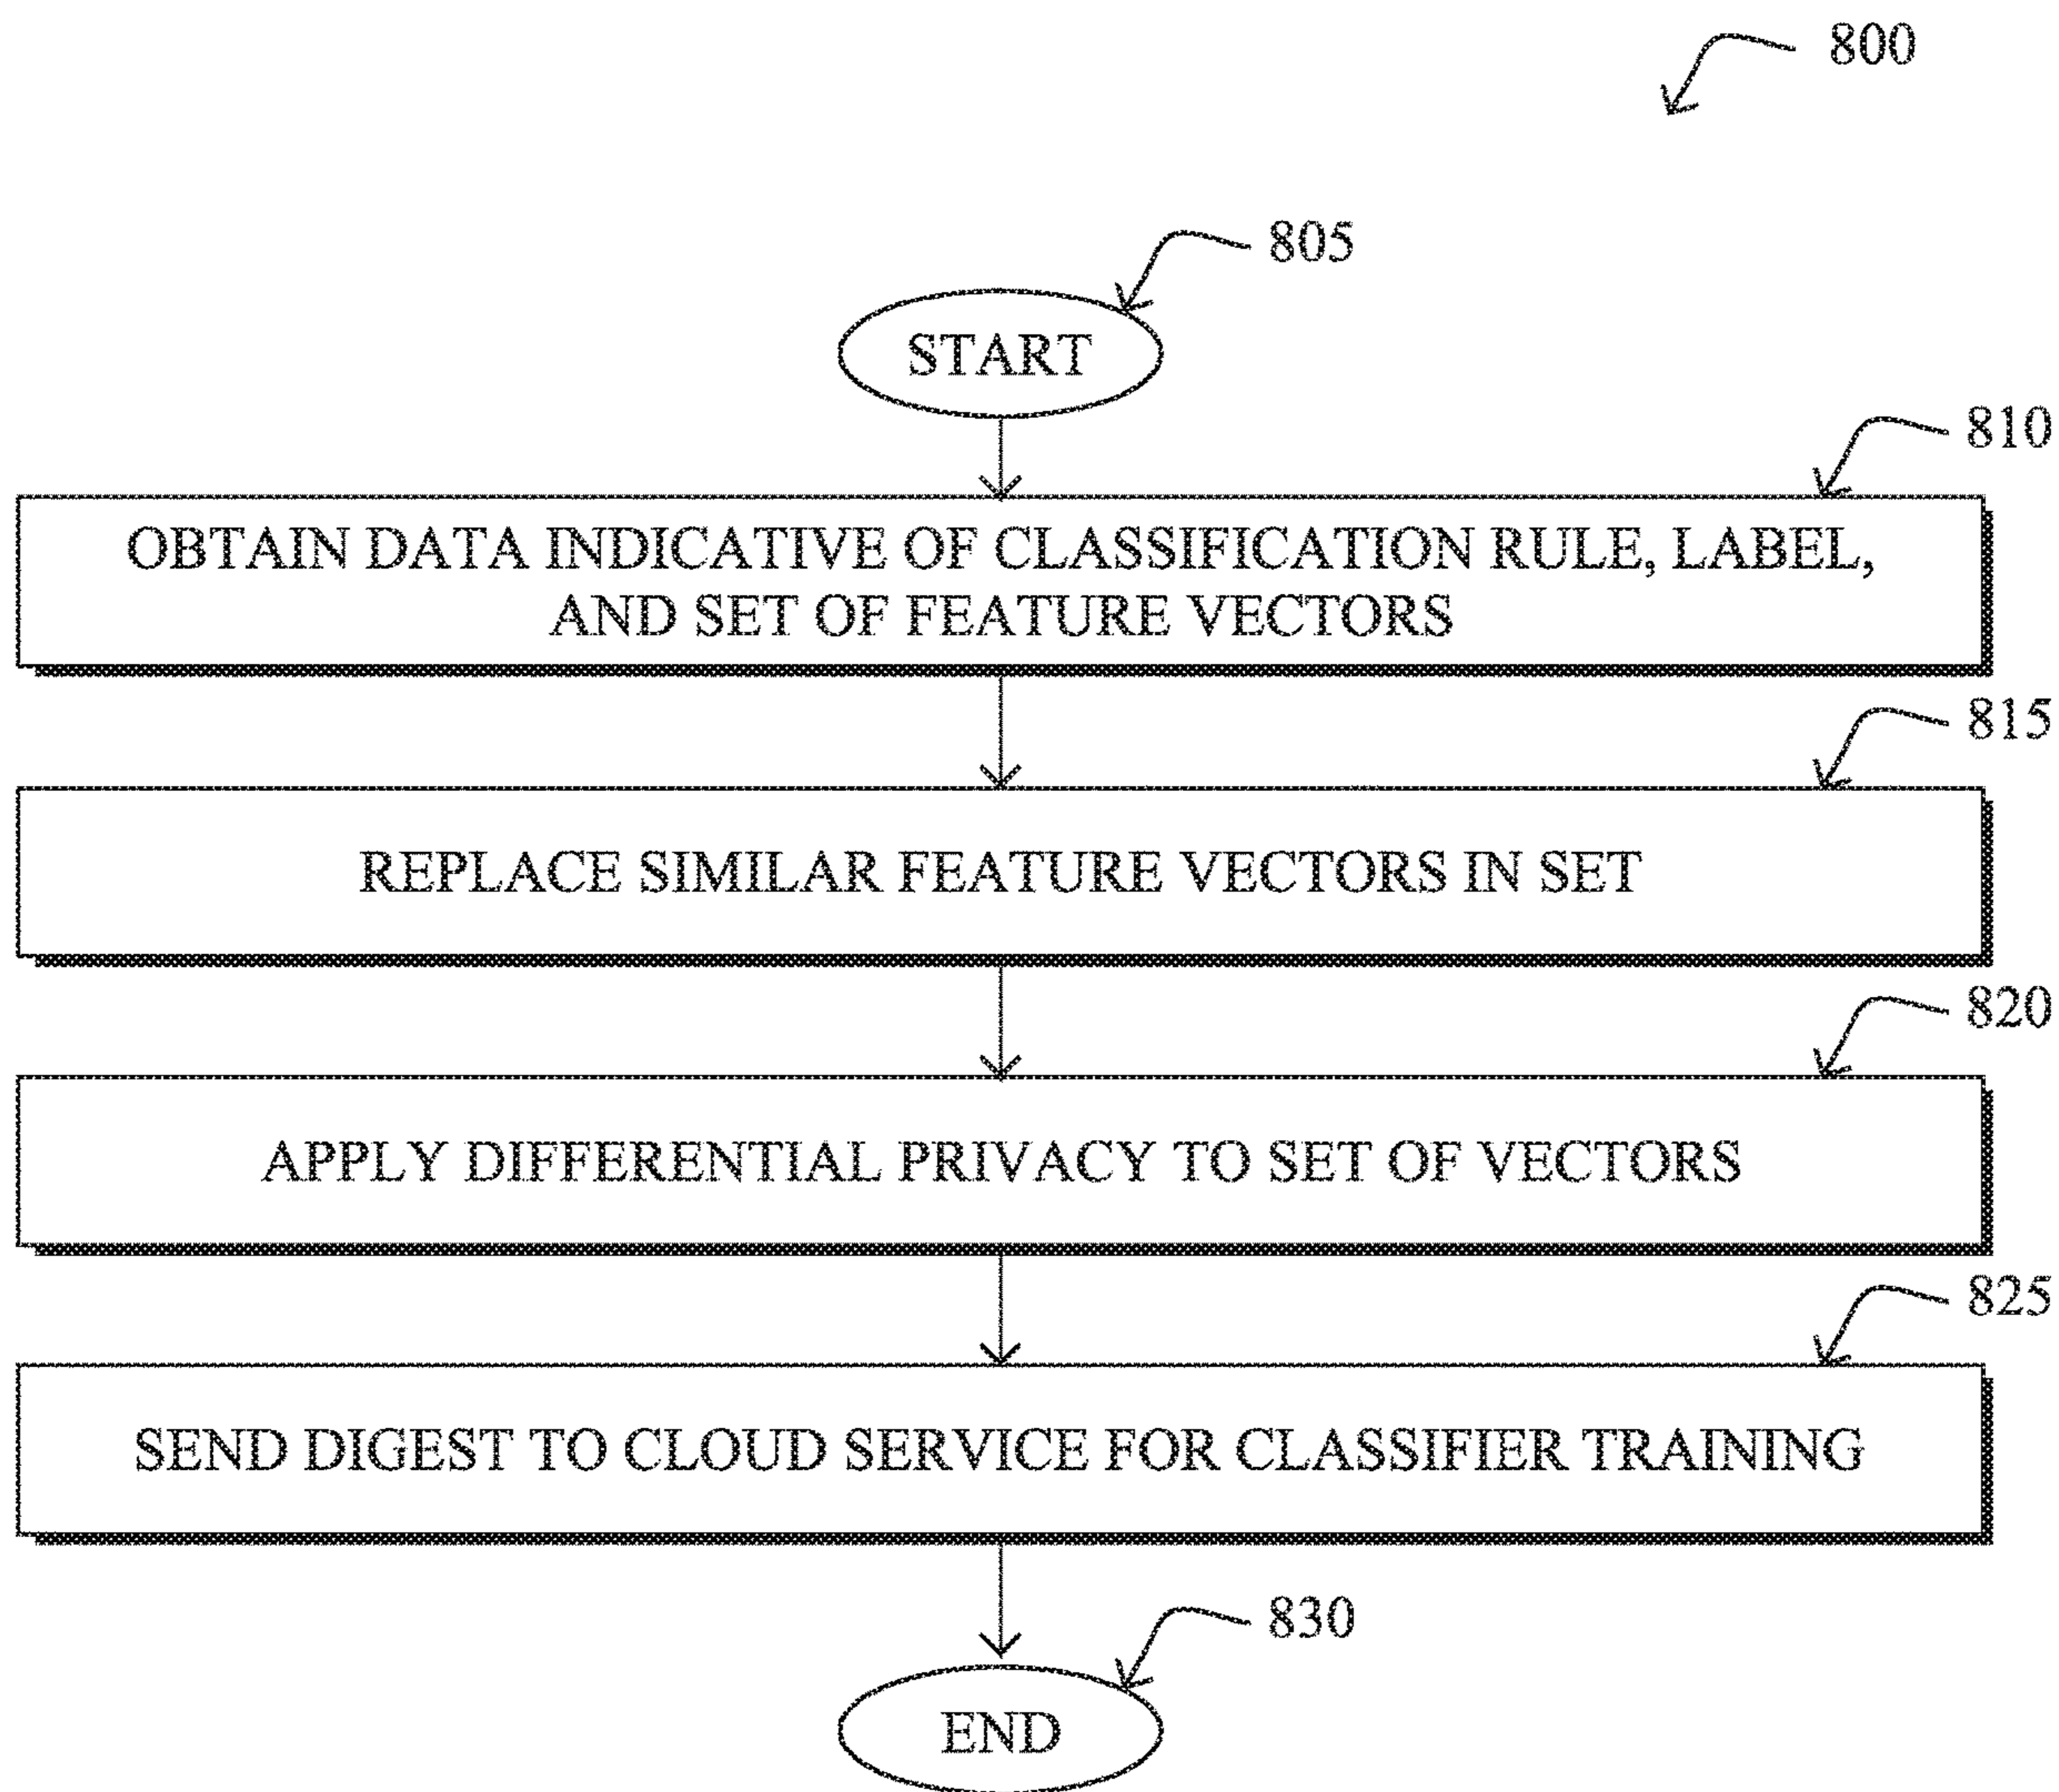 800
805
START
810
OBTAIN DATA INDICATIVE OF CLASSIFICATION RULE, LABEL,
AND SET OF FEATURE VECTORS
815
REPLACE SIMILAR FEATURE VECTORS IN SET
820
APPLY DIFFERENTIAL PRIVACY TO SET OF VECTORS
825
SEND DIGEST TO CLOUD SERVICE FOR CLASSIFIER TRAINING
830
END